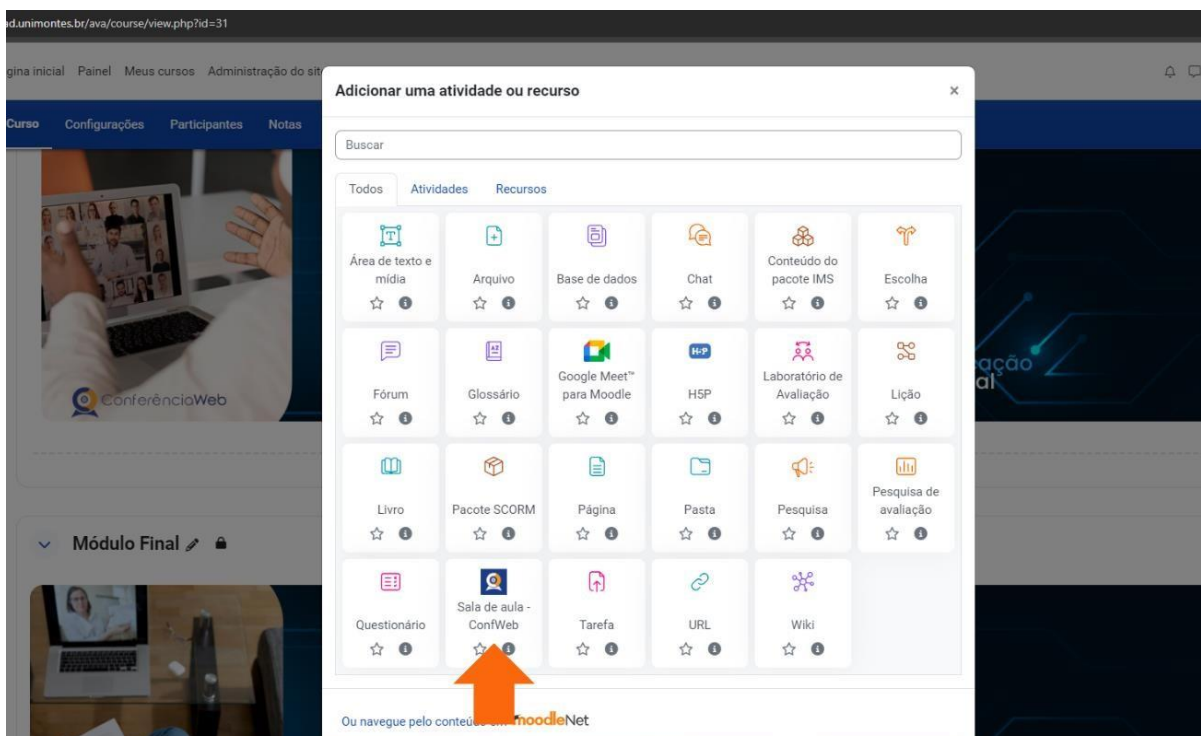 ad.unimontes.br/ava/course/view.php?id=31
gina inicial Painel Meus cursos Administração do sit
Adicionar uma atividade ou recurso ×
Curso Configurações Participantes Notas
Buscar
Todos Atividades Recursos
Área de texto e
mídia
Arquivo
Base de dados
Chat
Conteúdo do
pacote IMS
Escolha
Fórum
Glossário
Google Meet™
para Moodle
H5P
H5P
Laboratório de
Avaliação
Lição
ConferênciaWeb
ação
al
Livro
Pacote SCORM
Página
Pasta
Pesquisa
Pesquisa de
avaliação
Módulo Final
Questionário
Sala de aula -
ConfWeb
Tarefa
URL
Wiki
Ou navegue pelo moodleNet